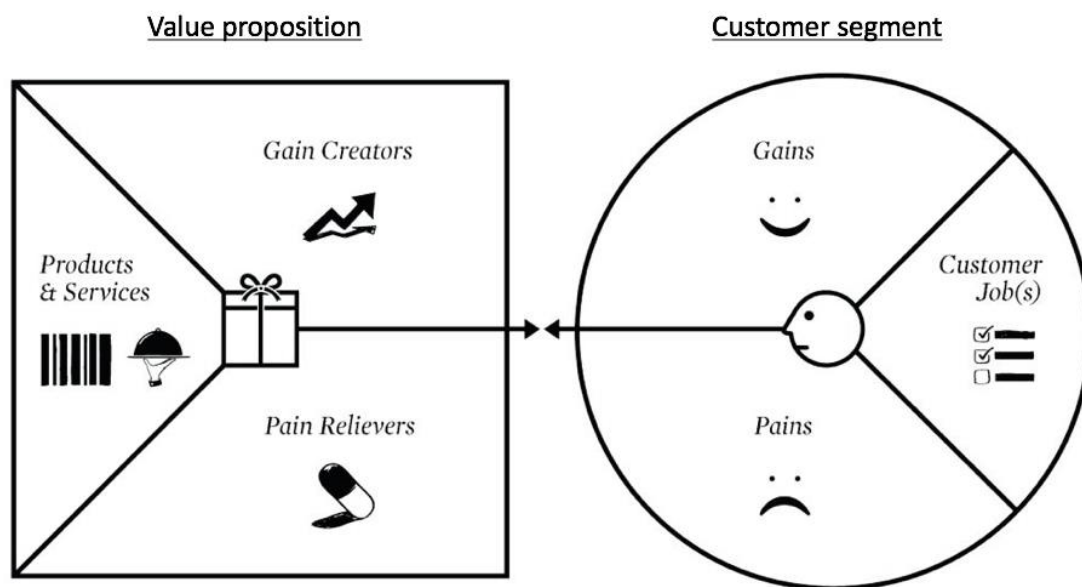 Value proposition
Customer segment
Gain Creators
Products
& Services
Pain Relievers
Gains
Customer
Job(s)
Pains